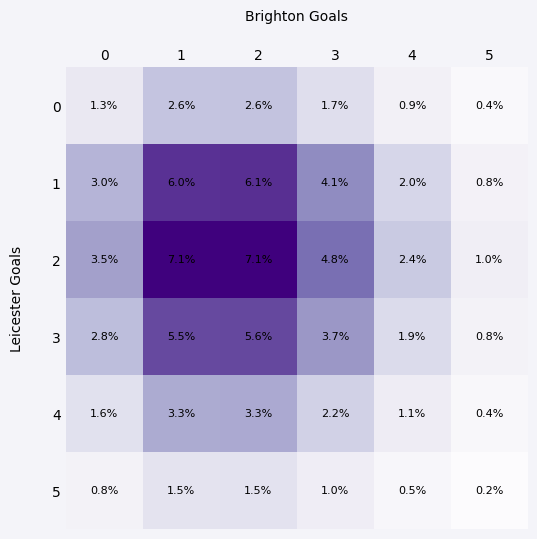 Brighton Goals
0 1 2 3 4 5
0 1.3% 2.6% 2.6% 1.7% 0.9% 0.4%
1 3.0% 6.0% 6.1% 4.1% 2.0% 0.8%
2 3.5% 7.1% 7.1% 4.8% 2.4% 1.0%
3 2.8% 5.5% 5.6% 3.7% 1.9% 0.8%
4 1.6% 3.3% 3.3% 2.2% 1.1% 0.4%
5 0.8% 1.5% 1.5% 1.0% 0.5% 0.2%
Leicester Goals